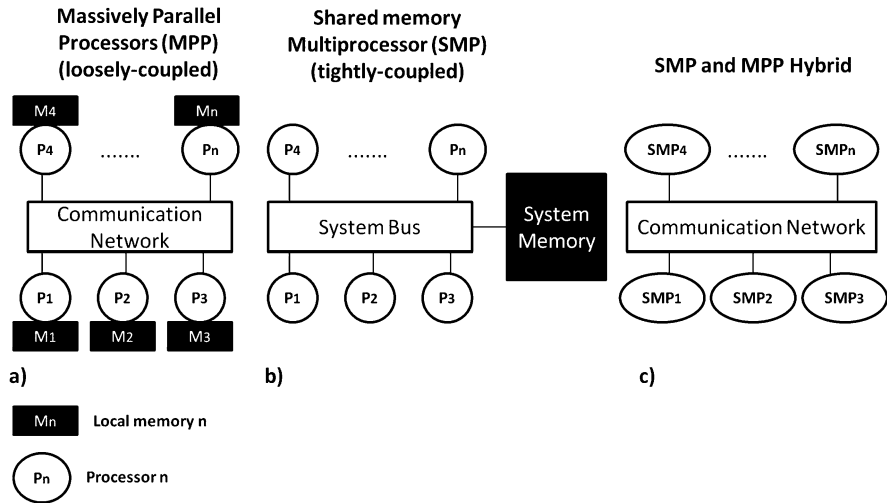 Massively Parallel
Processors (MPP)
(loosely-coupled)
M4
Mn
P4
.......
Pn
Communication
Network
P1
P2
P3
M1
M2
M3
a)
Shared memory
Multiprocessor (SMP)
(tightly-coupled)
P4
.......
Pn
System Bus
System
Memory
P1
P2
P3
b)
SMP and MPP Hybrid
SMP4
.......
SMPn
Communication Network
SMP1
SMP2
SMP3
c)
Mn
Local memory n
Pn
Processor n